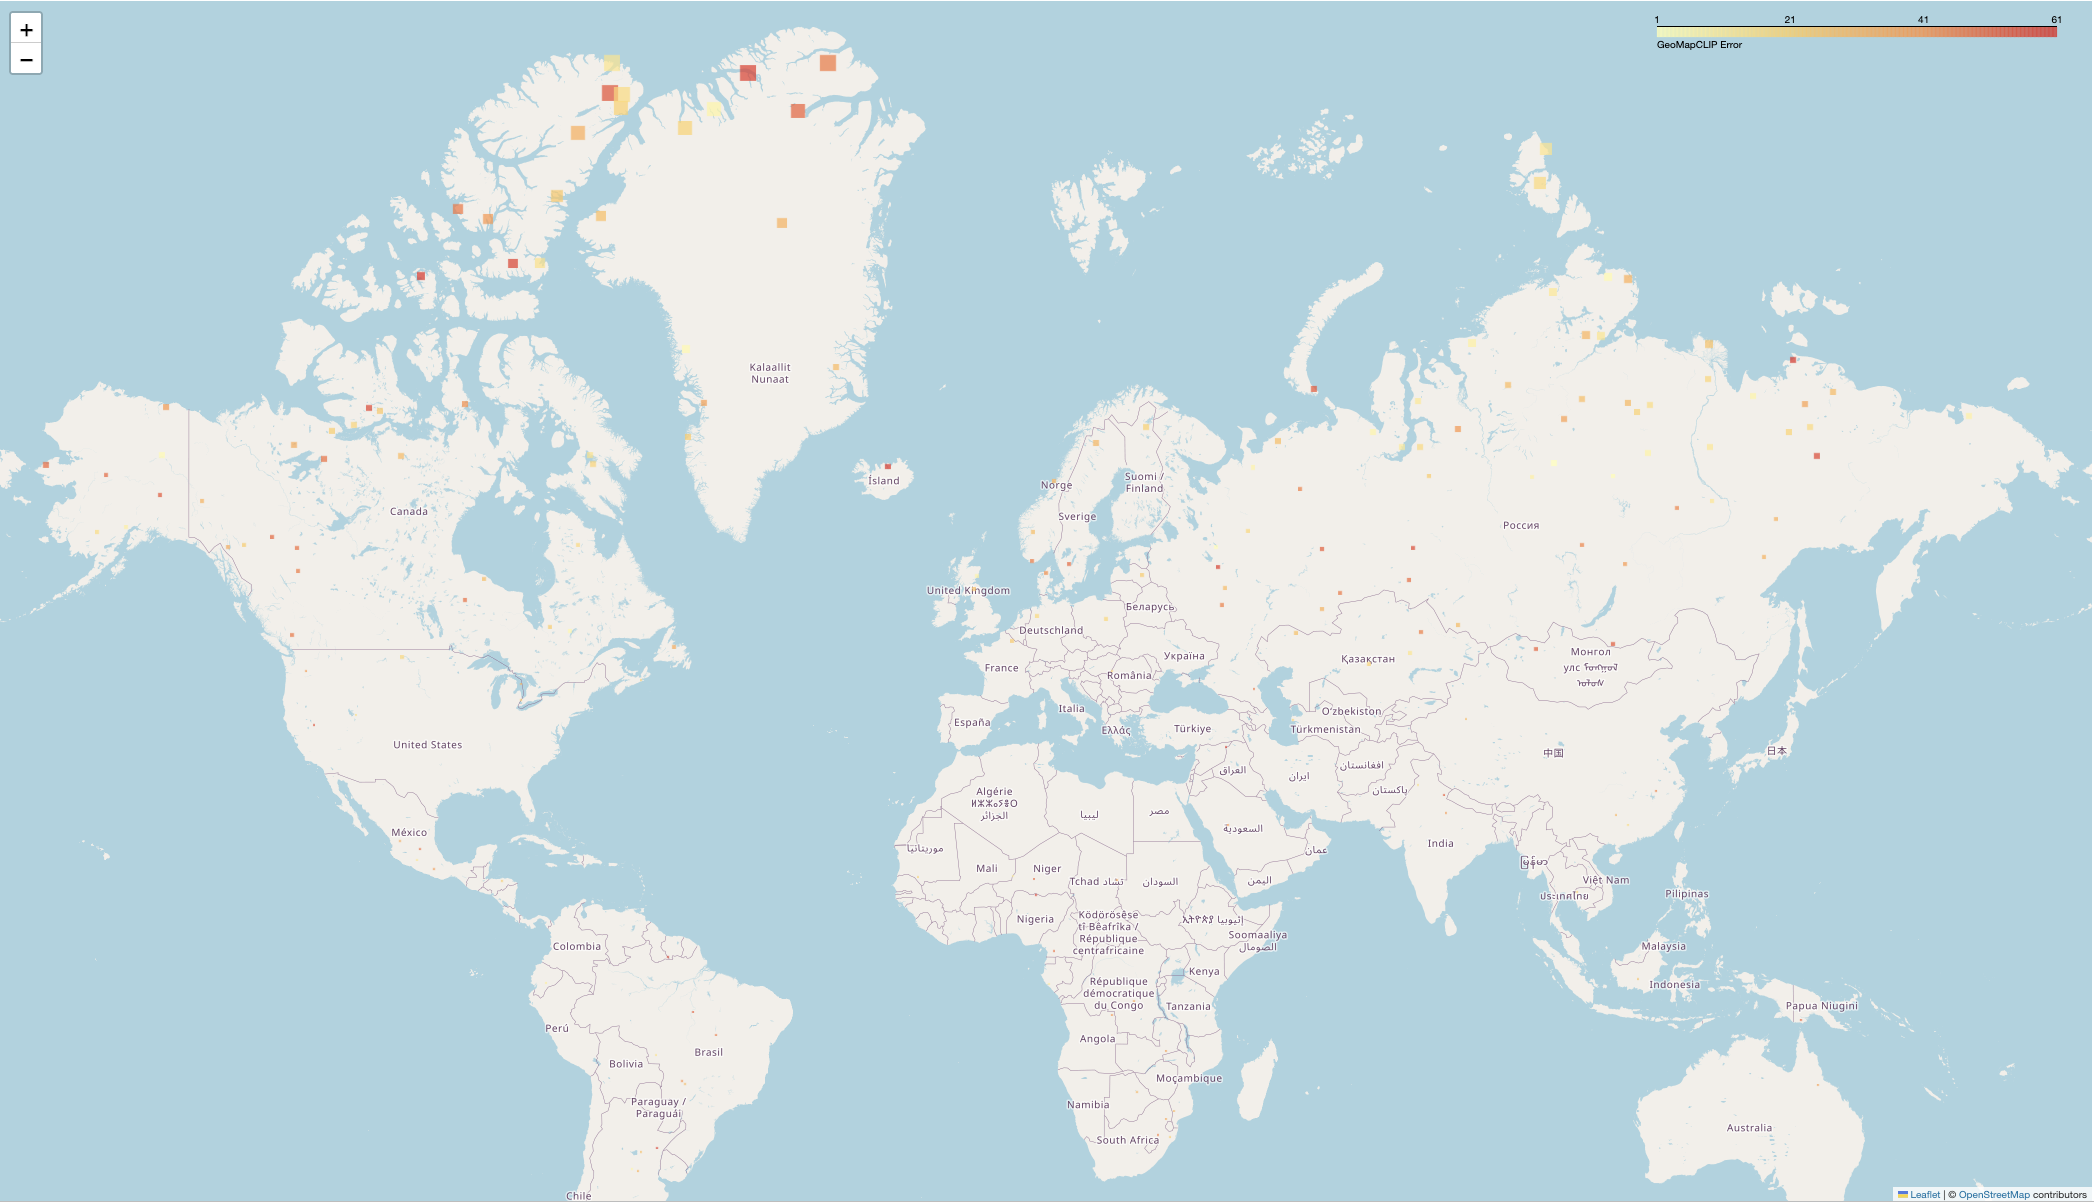 +
−
1 21 41 61
GeoMapCLIP Error
Kalaallit
Nunaat
Ísland
Norge
Suomi /
Finland
Sverige
Canada
Россия
United Kingdom
Беларусь
Deutschland
France
Україна
România
Italia
España
Ελλάς
Türkiye
Қазақстан
Монгол
улс
Oʻzbekiston
Türkmenistan
United States
中国
日本
العراق
ایران
افغانستان
پاکستان
Algérie
ⵍⵣⵣⴰⵢⴻⵔ
الجزائر
ليبيا
مصر
السعودية
México
موريتانيا
Mali
Niger
Tchad تشاد
السودان
اليمن
عمان
India
မြန်မာ
Việt Nam
ประเทศไทย
Pilipinas
Nigeria
Ködörösêse
tî Bêafrîka /
République
centrafricaine
Soomaaliya
الصومال
Colombia
Malaysia
Kenya
République
démocratique
du Congo
Indonesia
Tanzania
Papua Niugini
Perú
Brasil
Angola
Bolivia
Moçambique
Paraguay /
Paraguái
Namibia
South Africa
Australia
Chile
Leaflet | © OpenStreetMap contributors